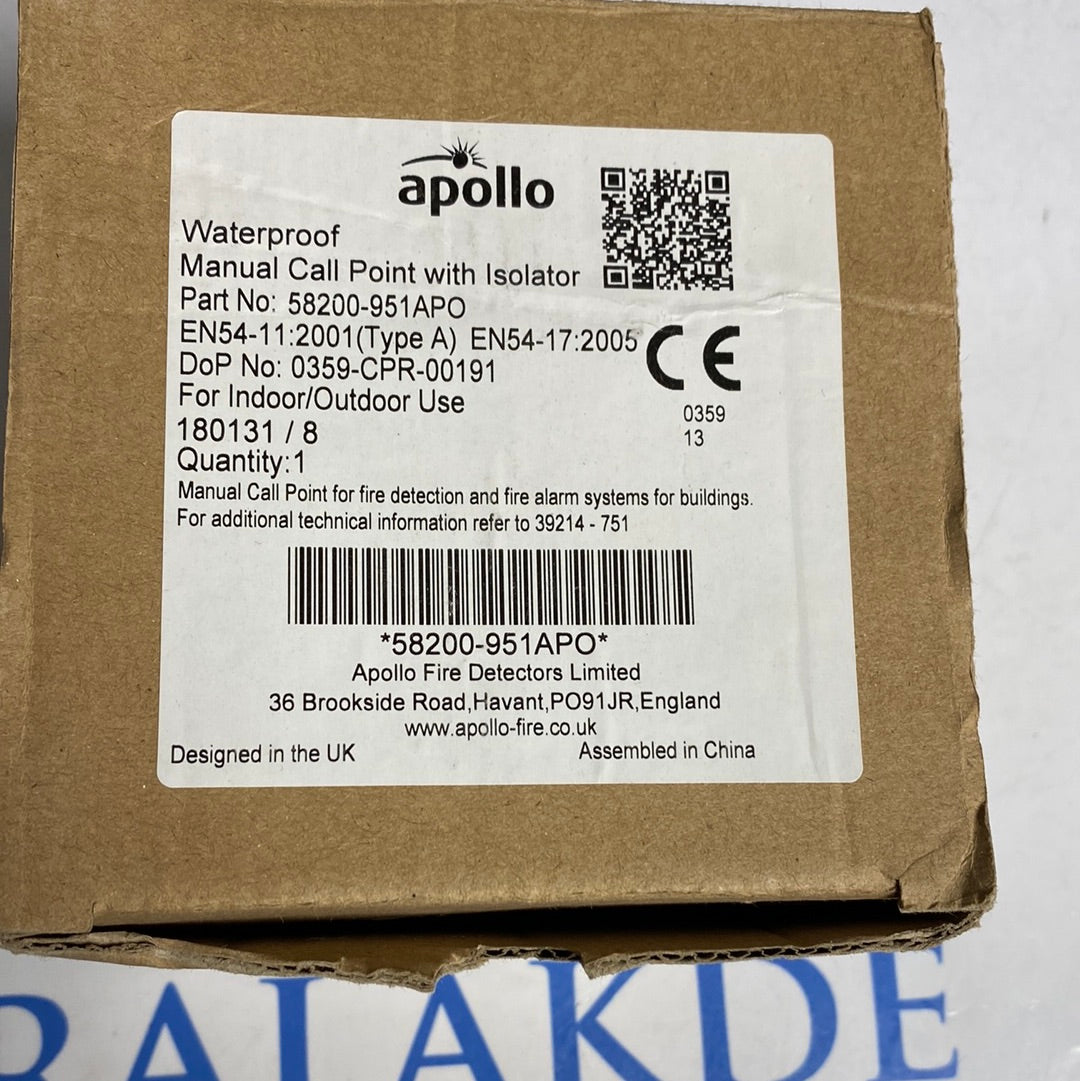 apollo
Waterproof
Manual Call Point with Isolator
Part No: 58200-951APO
EN54-11:2001(Type A) EN54-17:2005
DoP No: 0359-CPR-00191
For Indoor/Outdoor Use
180131 / 8
Quantity:1
CE
0359
13
Manual Call Point for fire detection and fire alarm systems for buildings.
For additional technical information refer to 39214 - 751
*58200-951APO*
Apollo Fire Detectors Limited
36 Brookside Road,Havant,PO91JR,England
www.apollo-fire.co.uk
Designed in the UK Assembled in China
BALAKDE